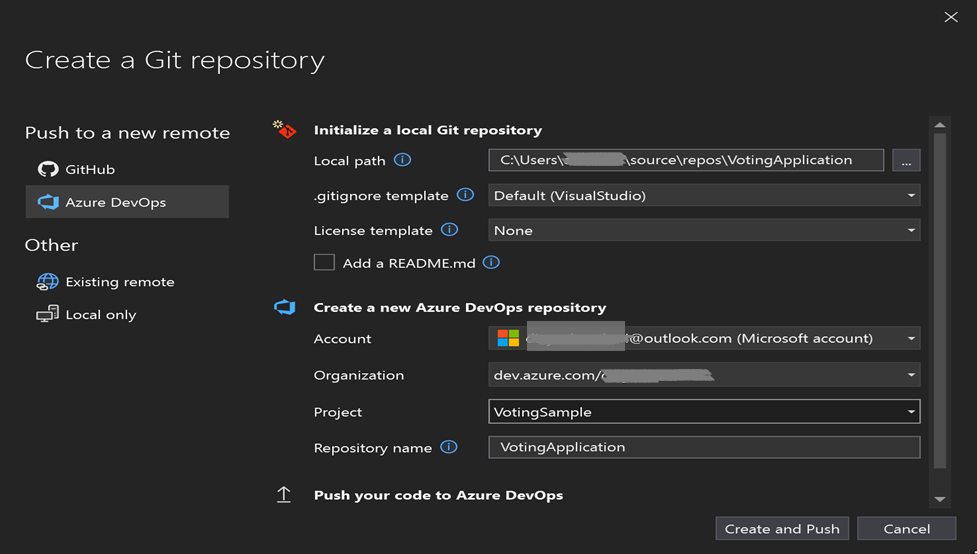 Create a Git repository
Push to a new remote
GitHub
Azure DevOps
Other
Existing remote
Local only
Initialize a local Git repository
Local path C:\Users\ \source\repos\VotingApplication ...
.gitignore template Default (VisualStudio)
License template None
Add a README.md
Create a new Azure DevOps repository
Account @outlook.com (Microsoft account)
Organization dev.azure.com/
Project VotingSample
Repository name VotingApplication
Push your code to Azure DevOps
Create and Push Cancel